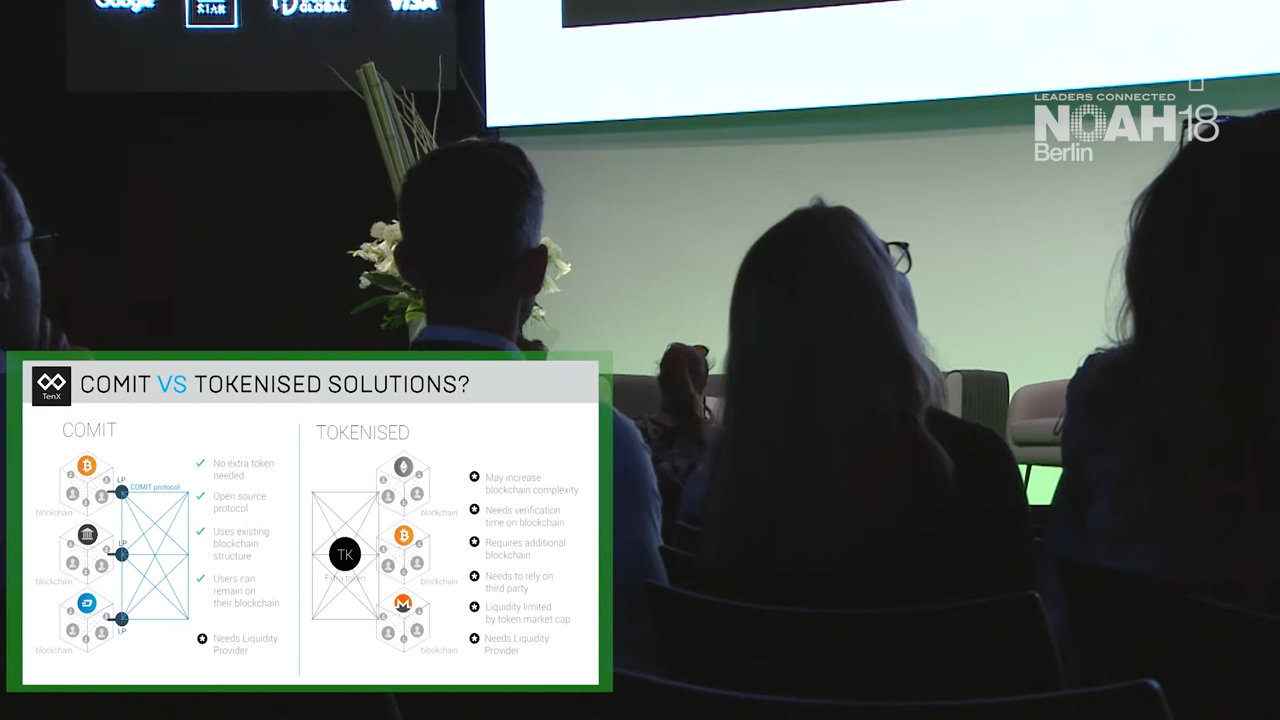 Google
STAR
GLOBAL
VISA
LEADERS CONNECTED
NOAH18
Berlin
TenX
COMIT VS TOKENISED SOLUTIONS?
COMIT
LP
COMIT protocol
blockchain
LP
blockchain
LP
blockchain
No extra token
needed
Open source
protocol
Uses existing
blockchain
structure
Users can
remain on
their blockchain
Needs Liquidity
Provider
TOKENISED
TK
Extra token
blockchain
blockchain
blockchain
May increase
blockchain complexity
Needs verification
time on blockchain
Requires additional
blockchain
Needs to rely on
third party
Liquidity limited
by token market cap
Needs Liquidity
Provider